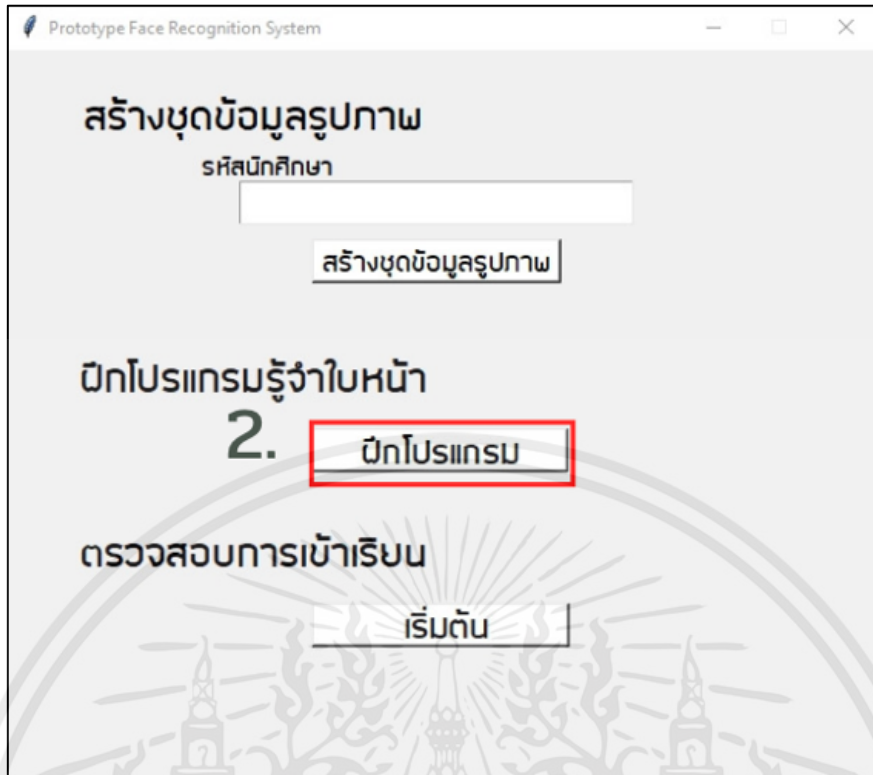 Prototype Face Recognition System
สร้างชุดข้อมูลรูปภาพ
รหัสนักศึกษา
สร้างชุดข้อมูลรูปภาพ
ฝึกโปรแกรมรู้จำใบหน้า
2.
ฝึกโปรแกรม
ตรวจสอบการเข้าเรียน
เริ่มต้น